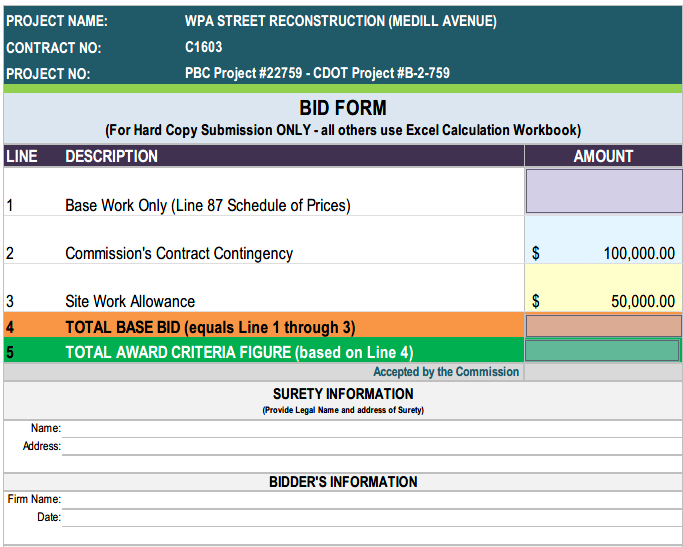 PROJECT NAME: WPA STREET RECONSTRUCTION (MEDILL AVENUE)
CONTRACT NO: C1603
PROJECT NO: PBC Project #22759 - CDOT Project #B-2-759
BID FORM
(For Hard Copy Submission ONLY - all others use Excel Calculation Workbook)
LINE DESCRIPTION AMOUNT
1 Base Work Only (Line 87 Schedule of Prices)
2 Commission's Contract Contingency $ 100,000.00
3 Site Work Allowance $ 50,000.00
4 TOTAL BASE BID (equals Line 1 through 3)
5 TOTAL AWARD CRITERIA FIGURE (based on Line 4)
Accepted by the Commission
SURETY INFORMATION
(Provide Legal Name and address of Surety)
Name:
Address:
BIDDER'S INFORMATION
Firm Name:
Date: